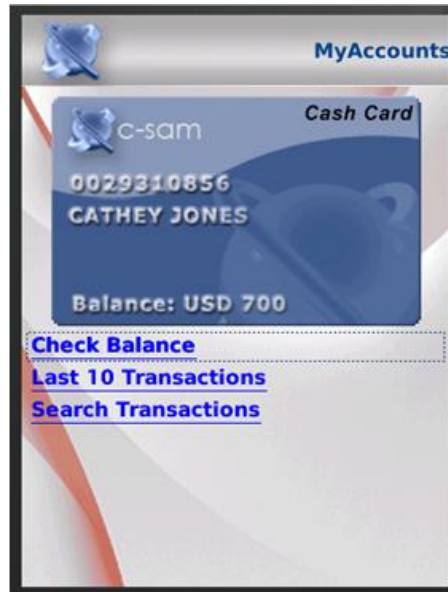 MyAccounts
Cash Card
c-sam
0029310856
CATHEY JONES
Balance: USD 700
Check Balance
Last 10 Transactions
Search Transactions